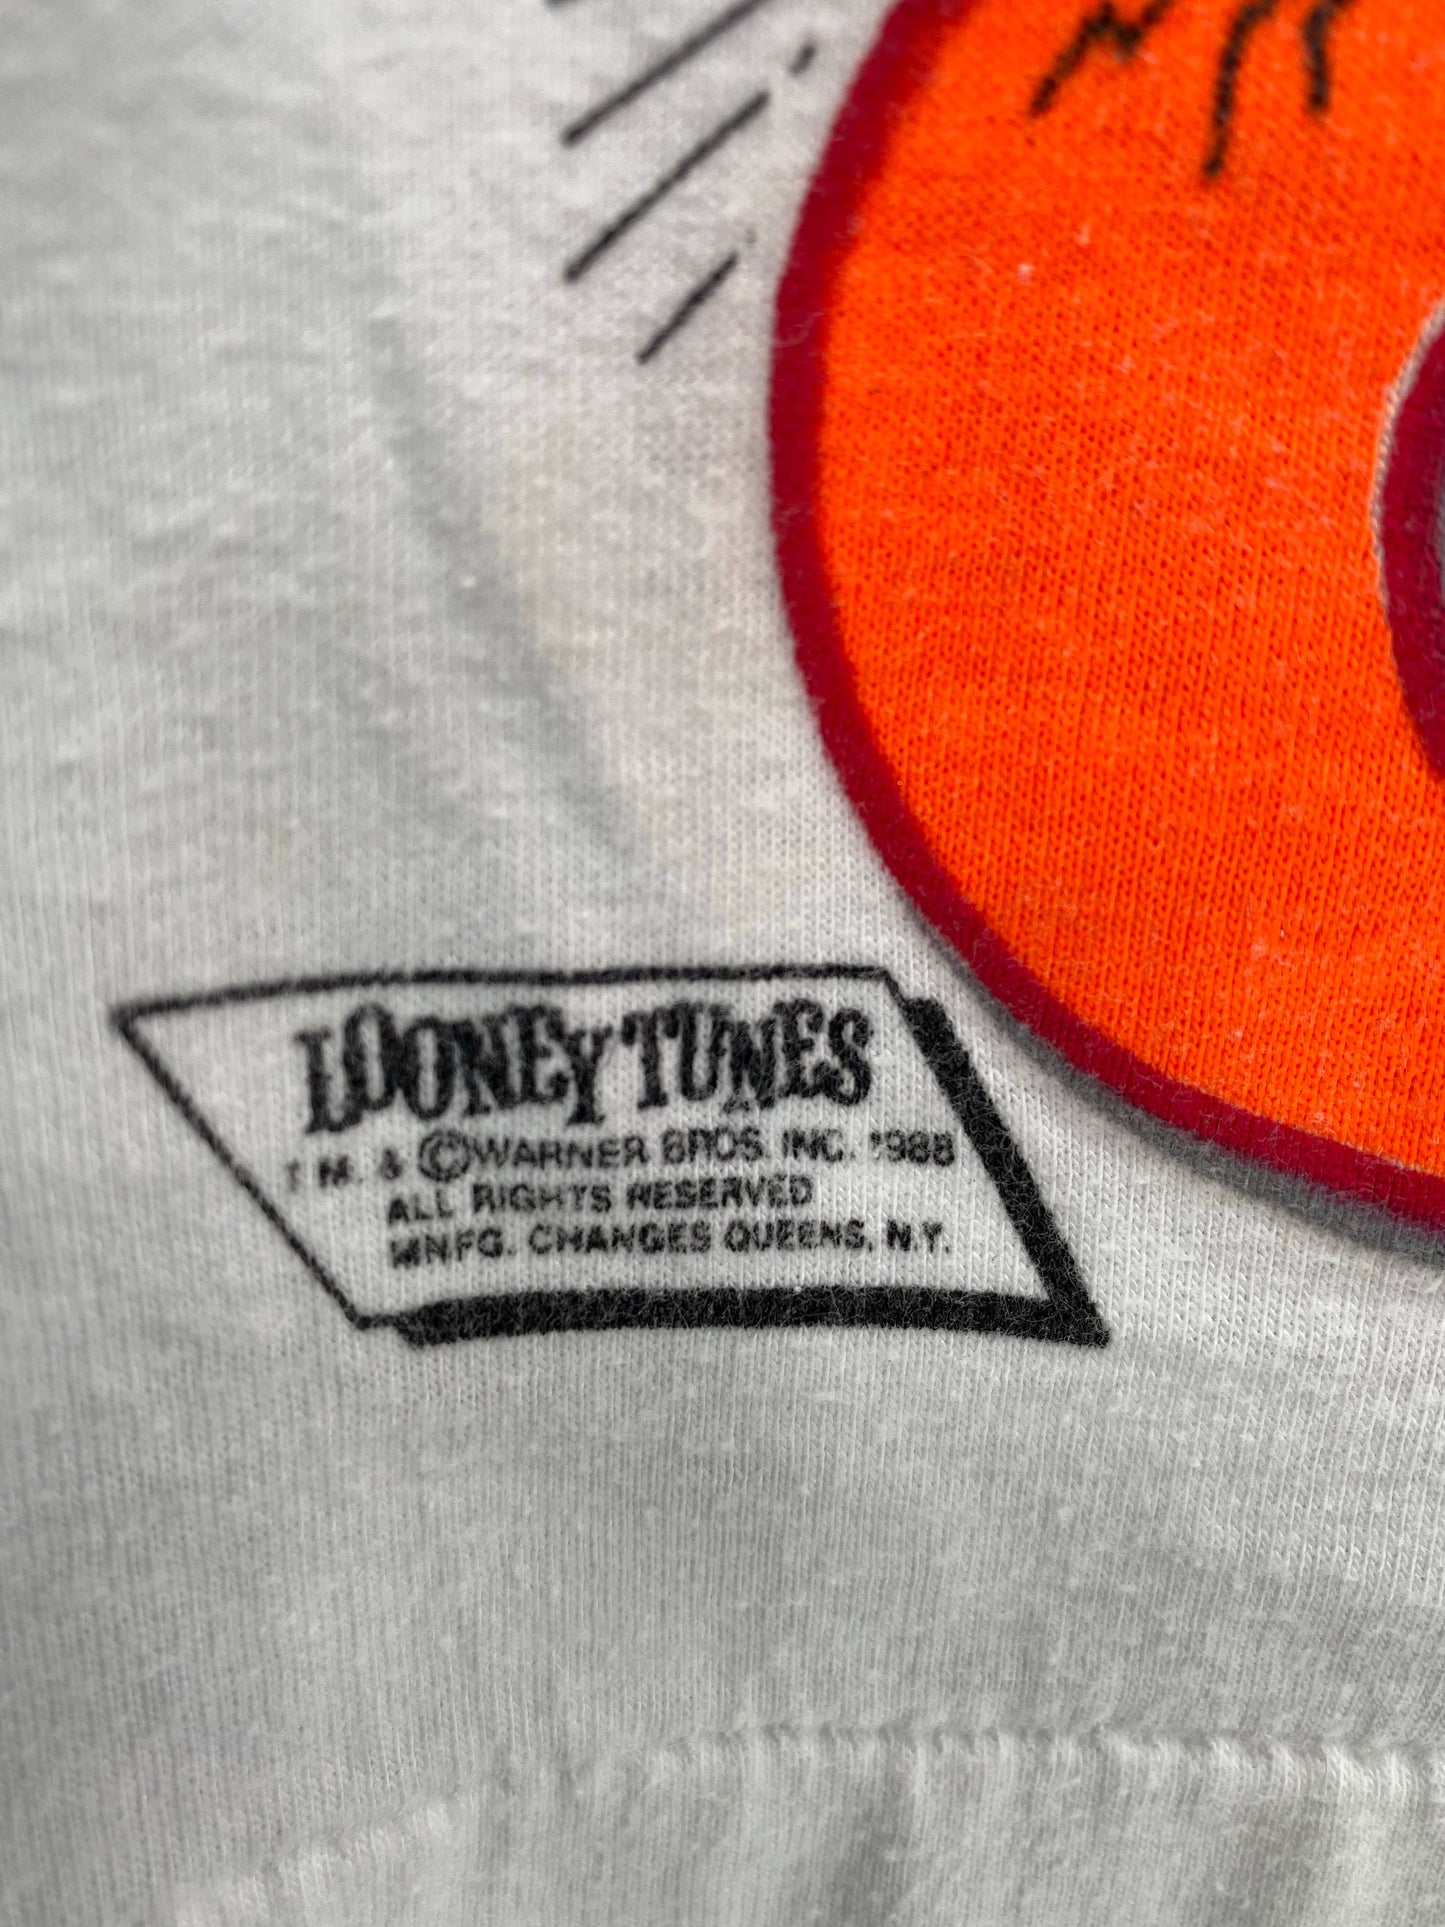 LOONEY TUNES
T M. & ©WARNER BROS. INC. 1988
ALL RIGHTS RESERVED
MNFG. CHANGES QUEENS, N.Y.